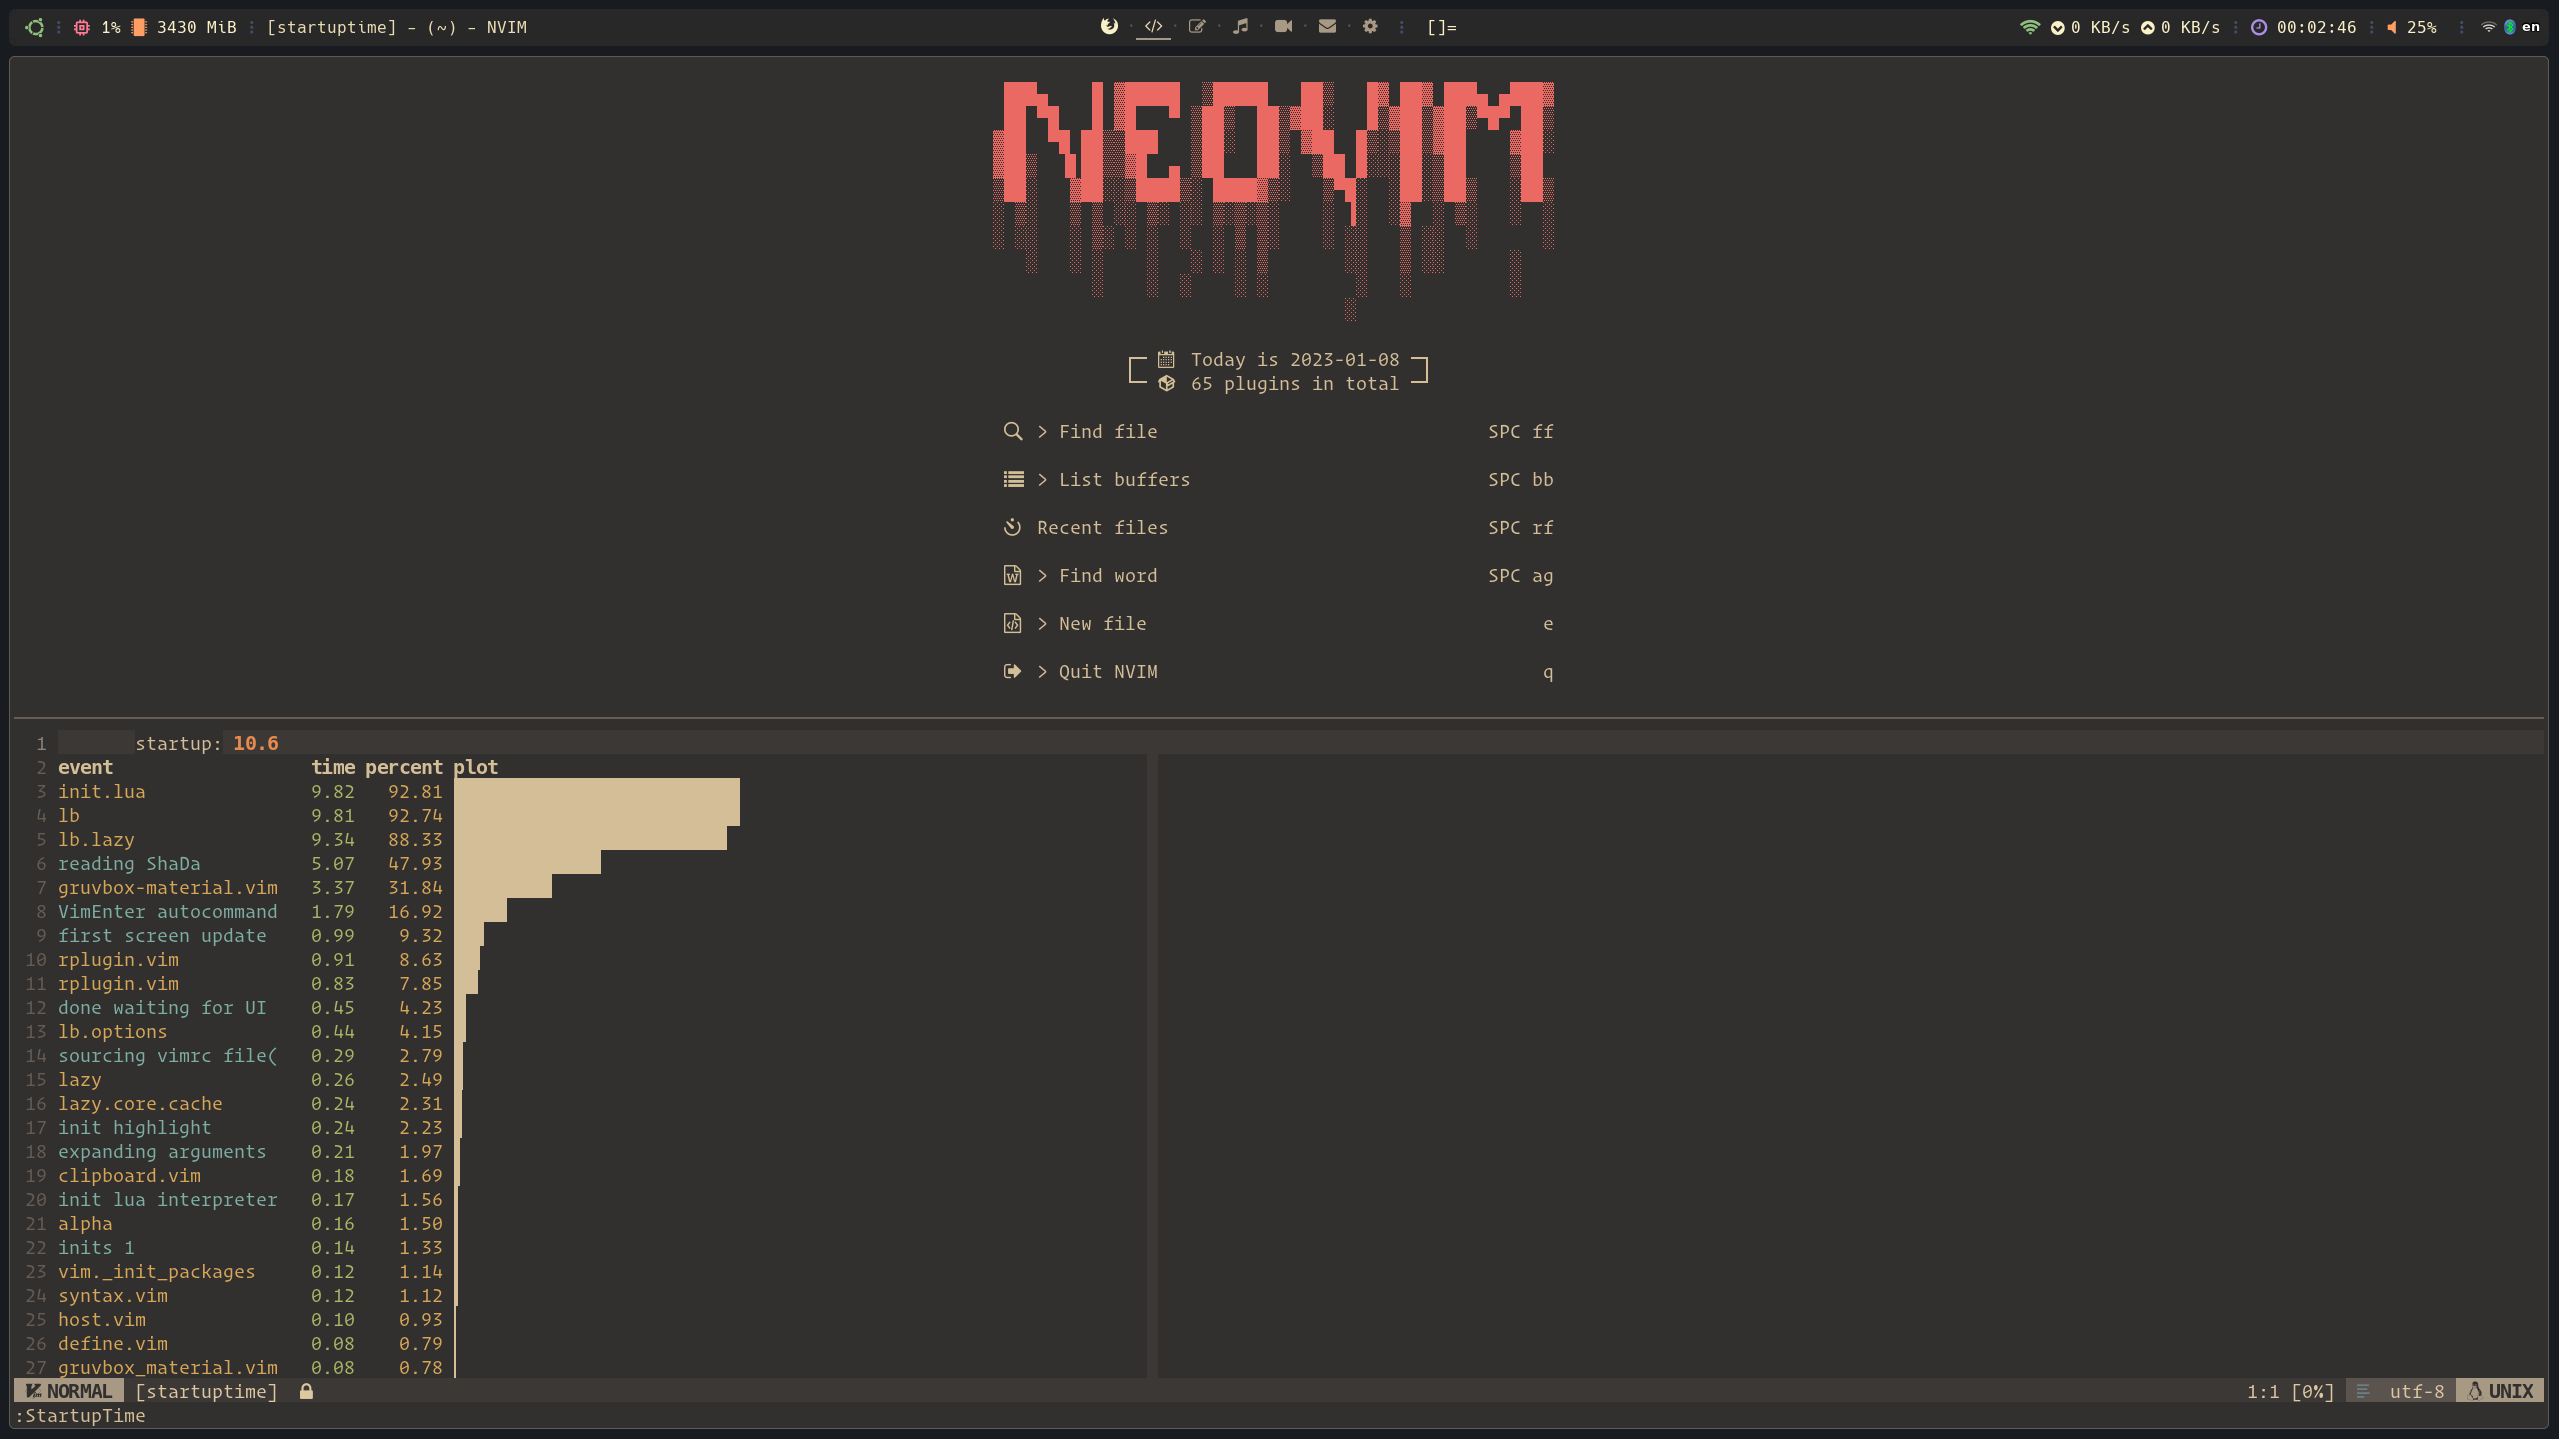 1% 3430 MiB [startuptime] - (~) - NVIM []= 0 KB/s 0 KB/s 00:02:46 25% en
NEOVIM
Today is 2023-01-08
65 plugins in total
> Find file SPC ff
> List buffers SPC bb
Recent files SPC rf
> Find word SPC ag
> New file e
> Quit NVIM q
1 startup: 10.6
2 event time percent plot
3 init.lua 9.82 92.81
4 lb 9.81 92.74
5 lb.lazy 9.34 88.33
6 reading ShaDa 5.07 47.93
7 gruvbox-material.vim 3.37 31.84
8 VimEnter autocommand 1.79 16.92
9 first screen update 0.99 9.32
10 rplugin.vim 0.91 8.63
11 rplugin.vim 0.83 7.85
12 done waiting for UI 0.45 4.23
13 lb.options 0.44 4.15
14 sourcing vimrc file( 0.29 2.79
15 lazy 0.26 2.49
16 lazy.core.cache 0.24 2.31
17 init highlight 0.24 2.23
18 expanding arguments 0.21 1.97
19 clipboard.vim 0.18 1.69
20 init lua interpreter 0.17 1.56
21 alpha 0.16 1.50
22 inits 1 0.14 1.33
23 vim._init_packages 0.12 1.14
24 syntax.vim 0.12 1.12
25 host.vim 0.10 0.93
26 define.vim 0.08 0.79
27 gruvbox_material.vim 0.08 0.78
NORMAL [startuptime] 1:1 [0%] utf-8 UNIX
:StartupTime